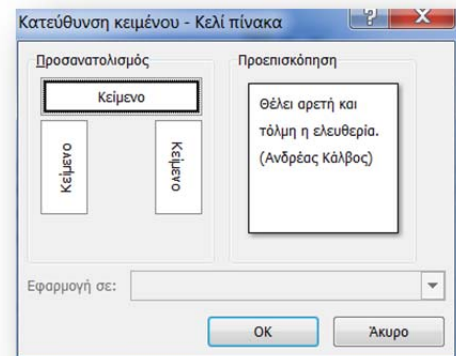 Κατεύθυνση κειμένου - Κελί πίνακα
? X
Προσανατολισμός
Κείμενο
Κείμενο
Κείμενο
Προεπισκόπηση
Θέλει αρετή και
τόλμη η ελευθερία.
(Ανδρέας Κάλβος)
Εφαρμογή σε:
OK
Άκυρο